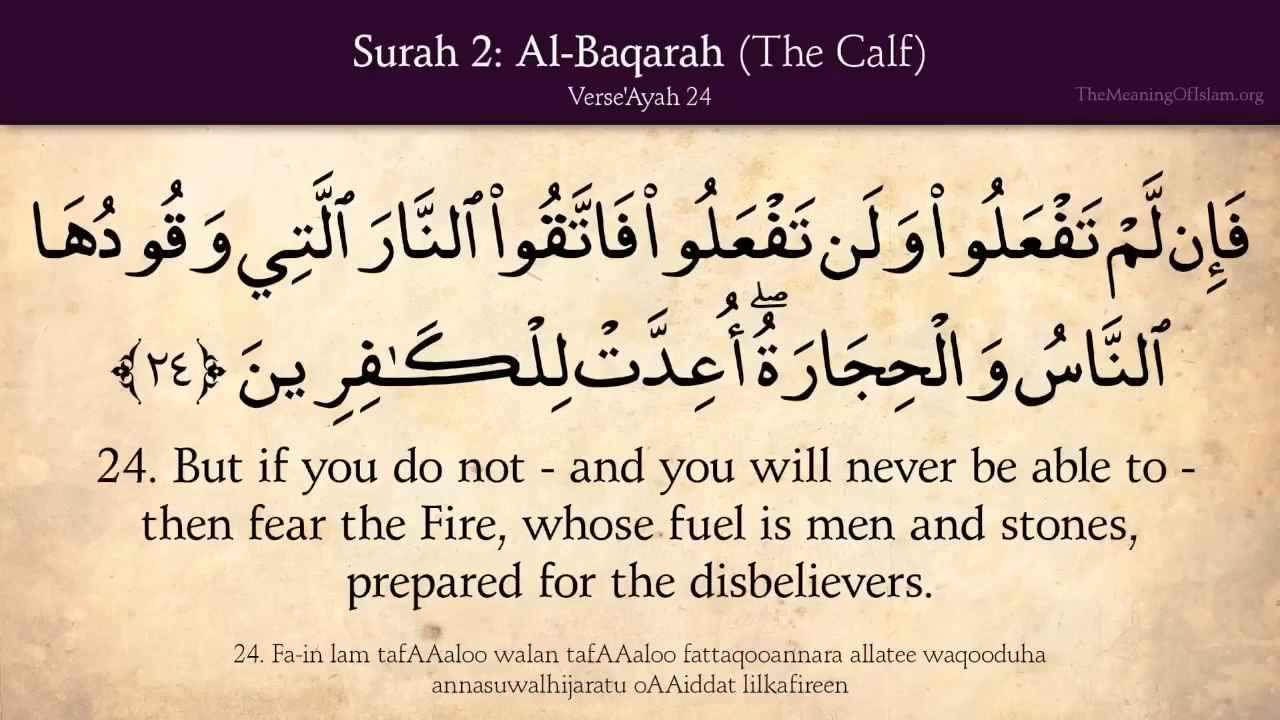 Surah 2: Al-Baqarah (The Calf)
Verse'Ayah 24
TheMeaningOfIslam.org
فَإِن لَّمْ تَفْعَلُواْ وَلَن تَفْعَلُواْ فَاتَّقُواْ ٱلنَّارَ ٱلَّتِي وَقُودُهَا
ٱلنَّاسُ وَالْحِجَارَةُ ۖ أُعِدَّتْ لِلْكَـٰفِرِينَ ﴿٢٤﴾
24. But if you do not - and you will never be able to -
then fear the Fire, whose fuel is men and stones,
prepared for the disbelievers.
24. Fa-in lam tafAAaloo walan tafAAaloo fattaqooannara allatee waqooduha
annasuwalhijaratu oAAiddat lilkafireen